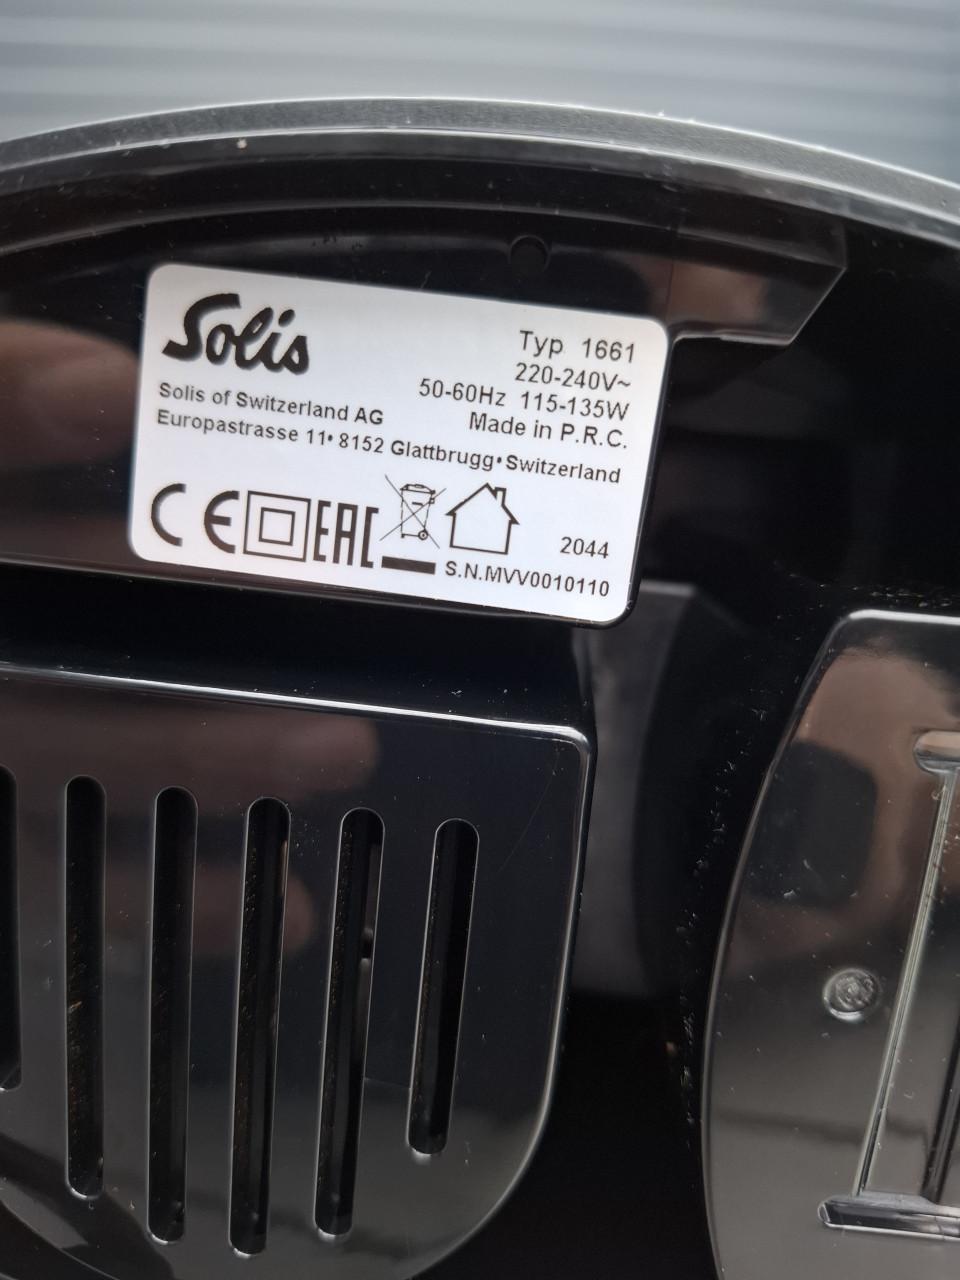 Solis
Typ 1661
220-240V~
50-60Hz 115-135W
Made in P.R.C.
Solis of Switzerland AG
Europastrasse 11• 8152 Glattbrugg•Switzerland
CE EAC
2044
S.N.MVV0010110